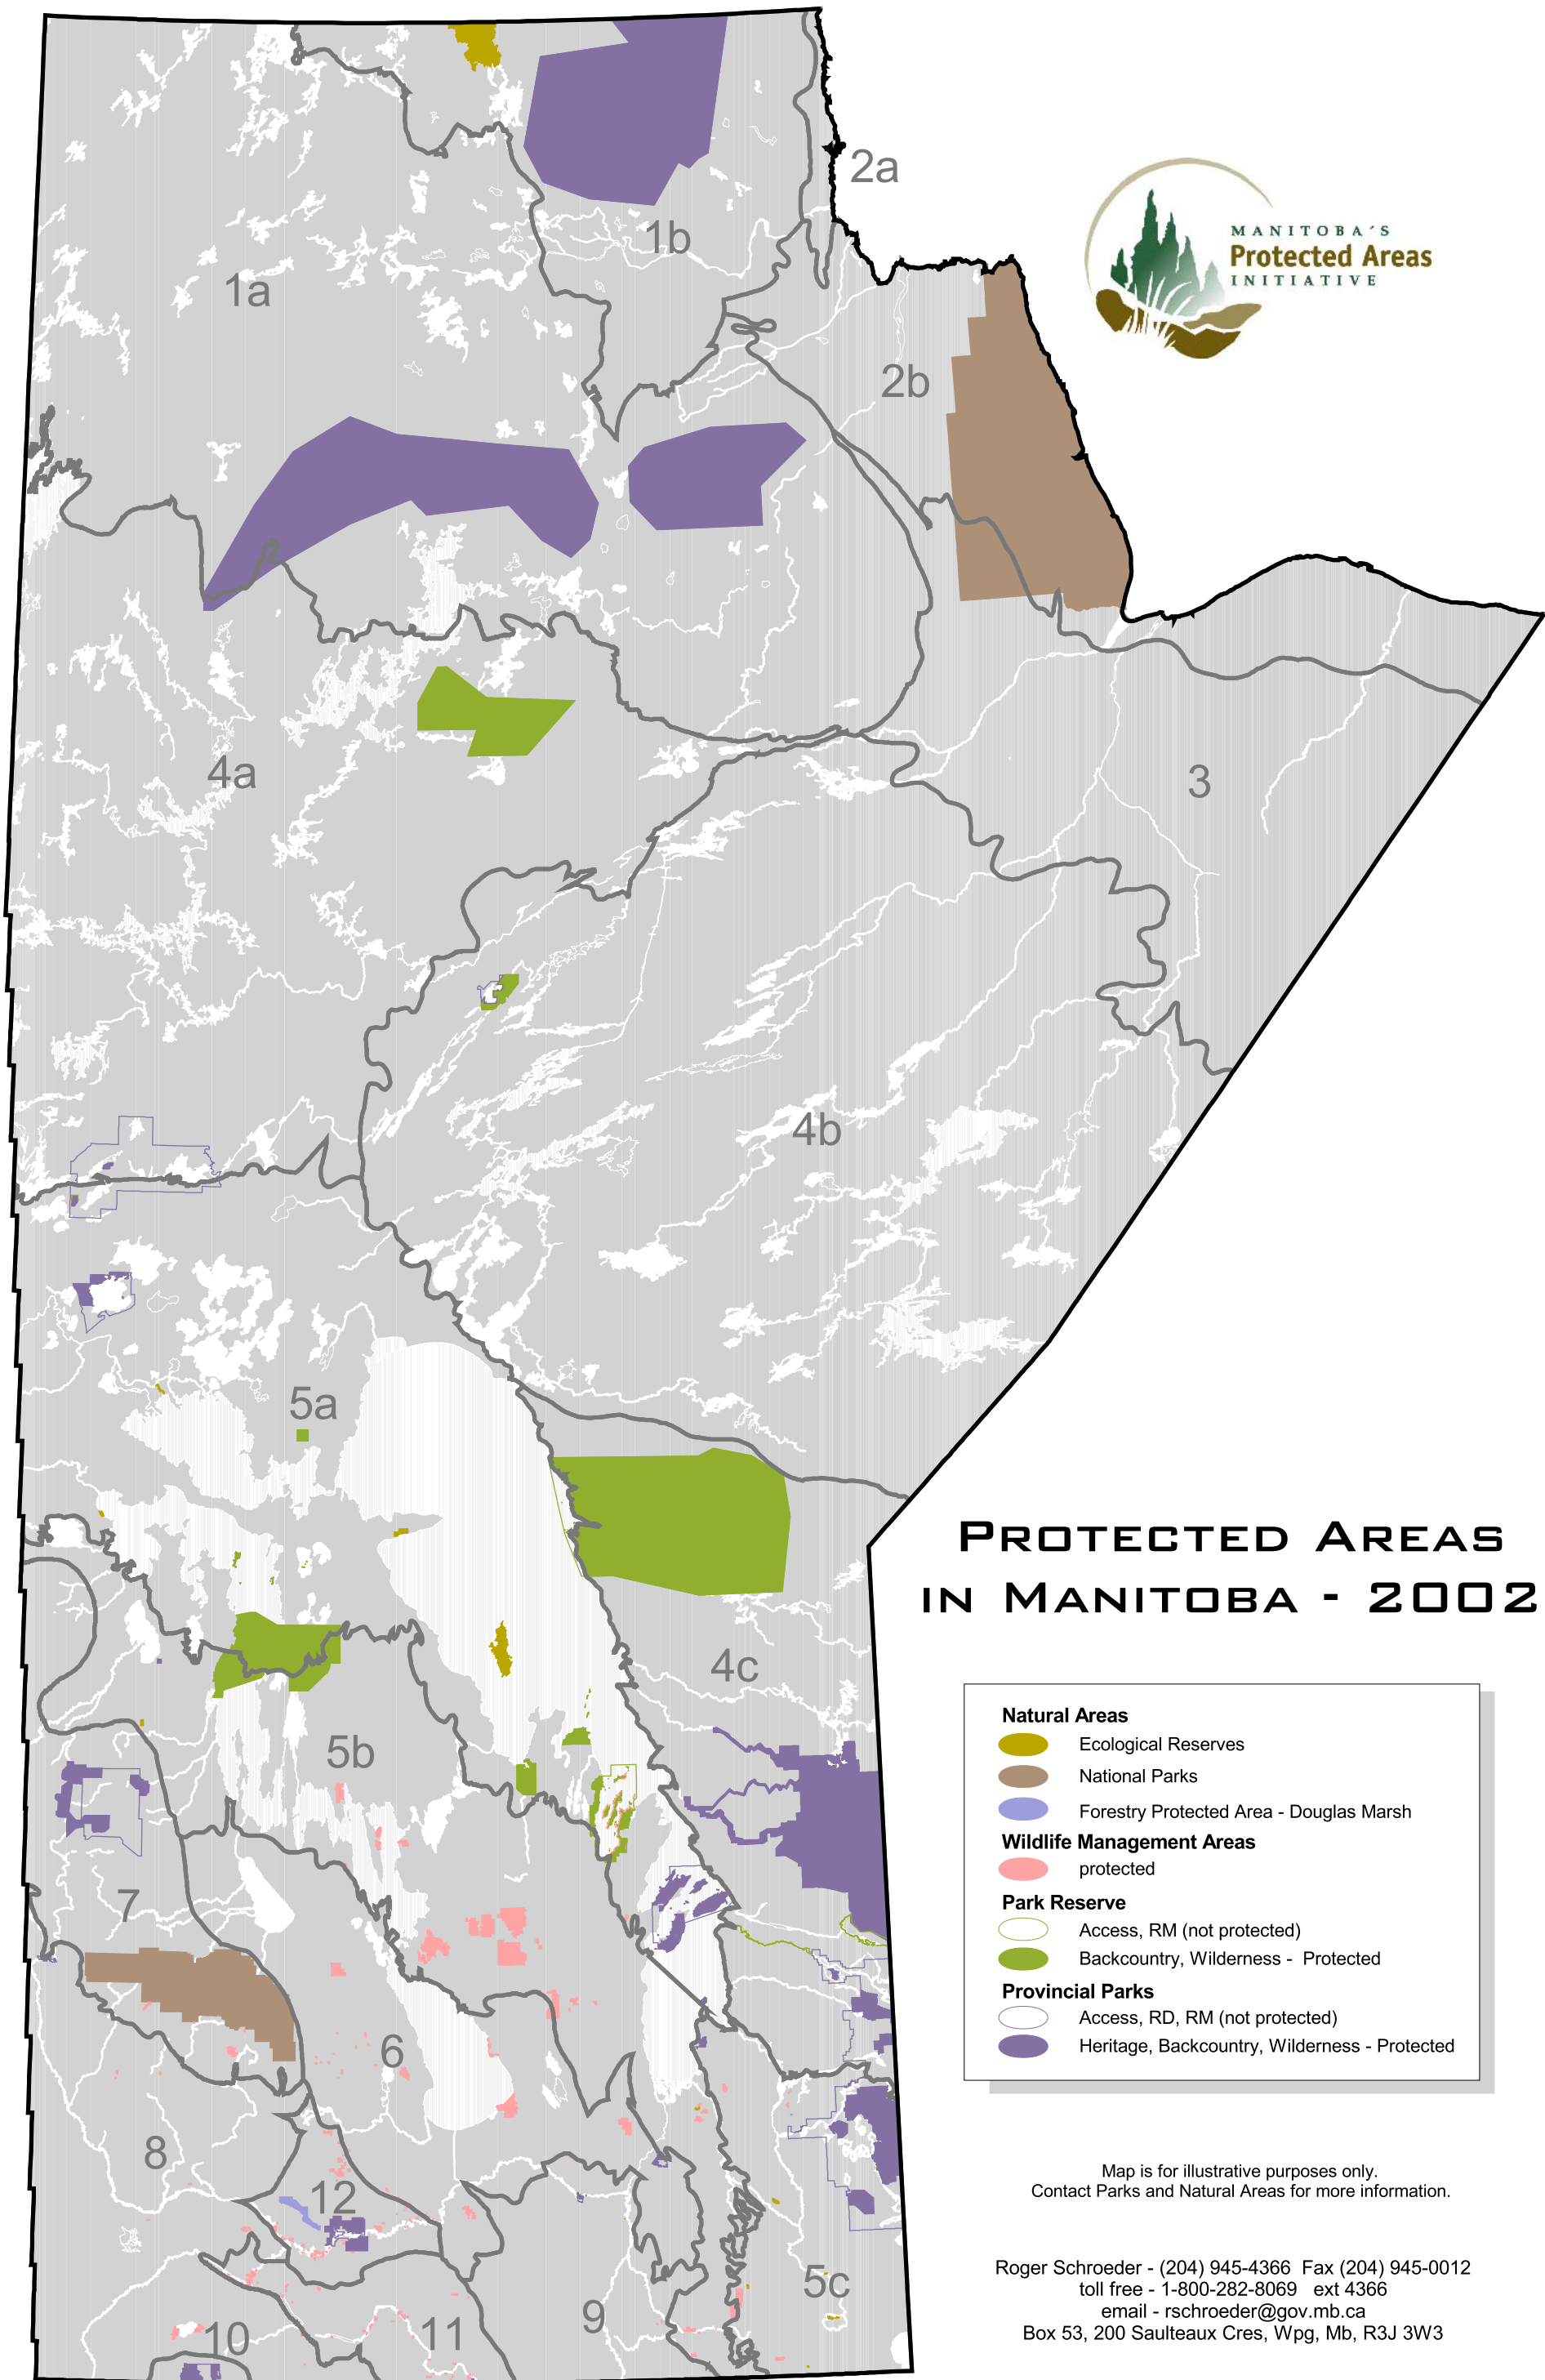 2a
MANITOBA'S
Protected Areas
INITIATIVE
1b
1a
2b
4a
3
4b
5a
PROTECTED AREAS
IN MANITOBA - 2002
4c
5b
Natural Areas
Ecological Reserves
National Parks
Forestry Protected Area - Douglas Marsh
Wildlife Management Areas
protected
Park Reserve
Access, RM (not protected)
Backcountry, Wilderness - Protected
Provincial Parks
Access, RD, RM (not protected)
Heritage, Backcountry, Wilderness - Protected
7
6
8
12
Map is for illustrative purposes only.
Contact Parks and Natural Areas for more information.
5c
9
10
11
Roger Schroeder - (204) 945-4366 Fax (204) 945-0012
toll free - 1-800-282-8069 ext 4366
email - rschroeder@gov.mb.ca
Box 53, 200 Saulteaux Cres, Wpg, Mb, R3J 3W3